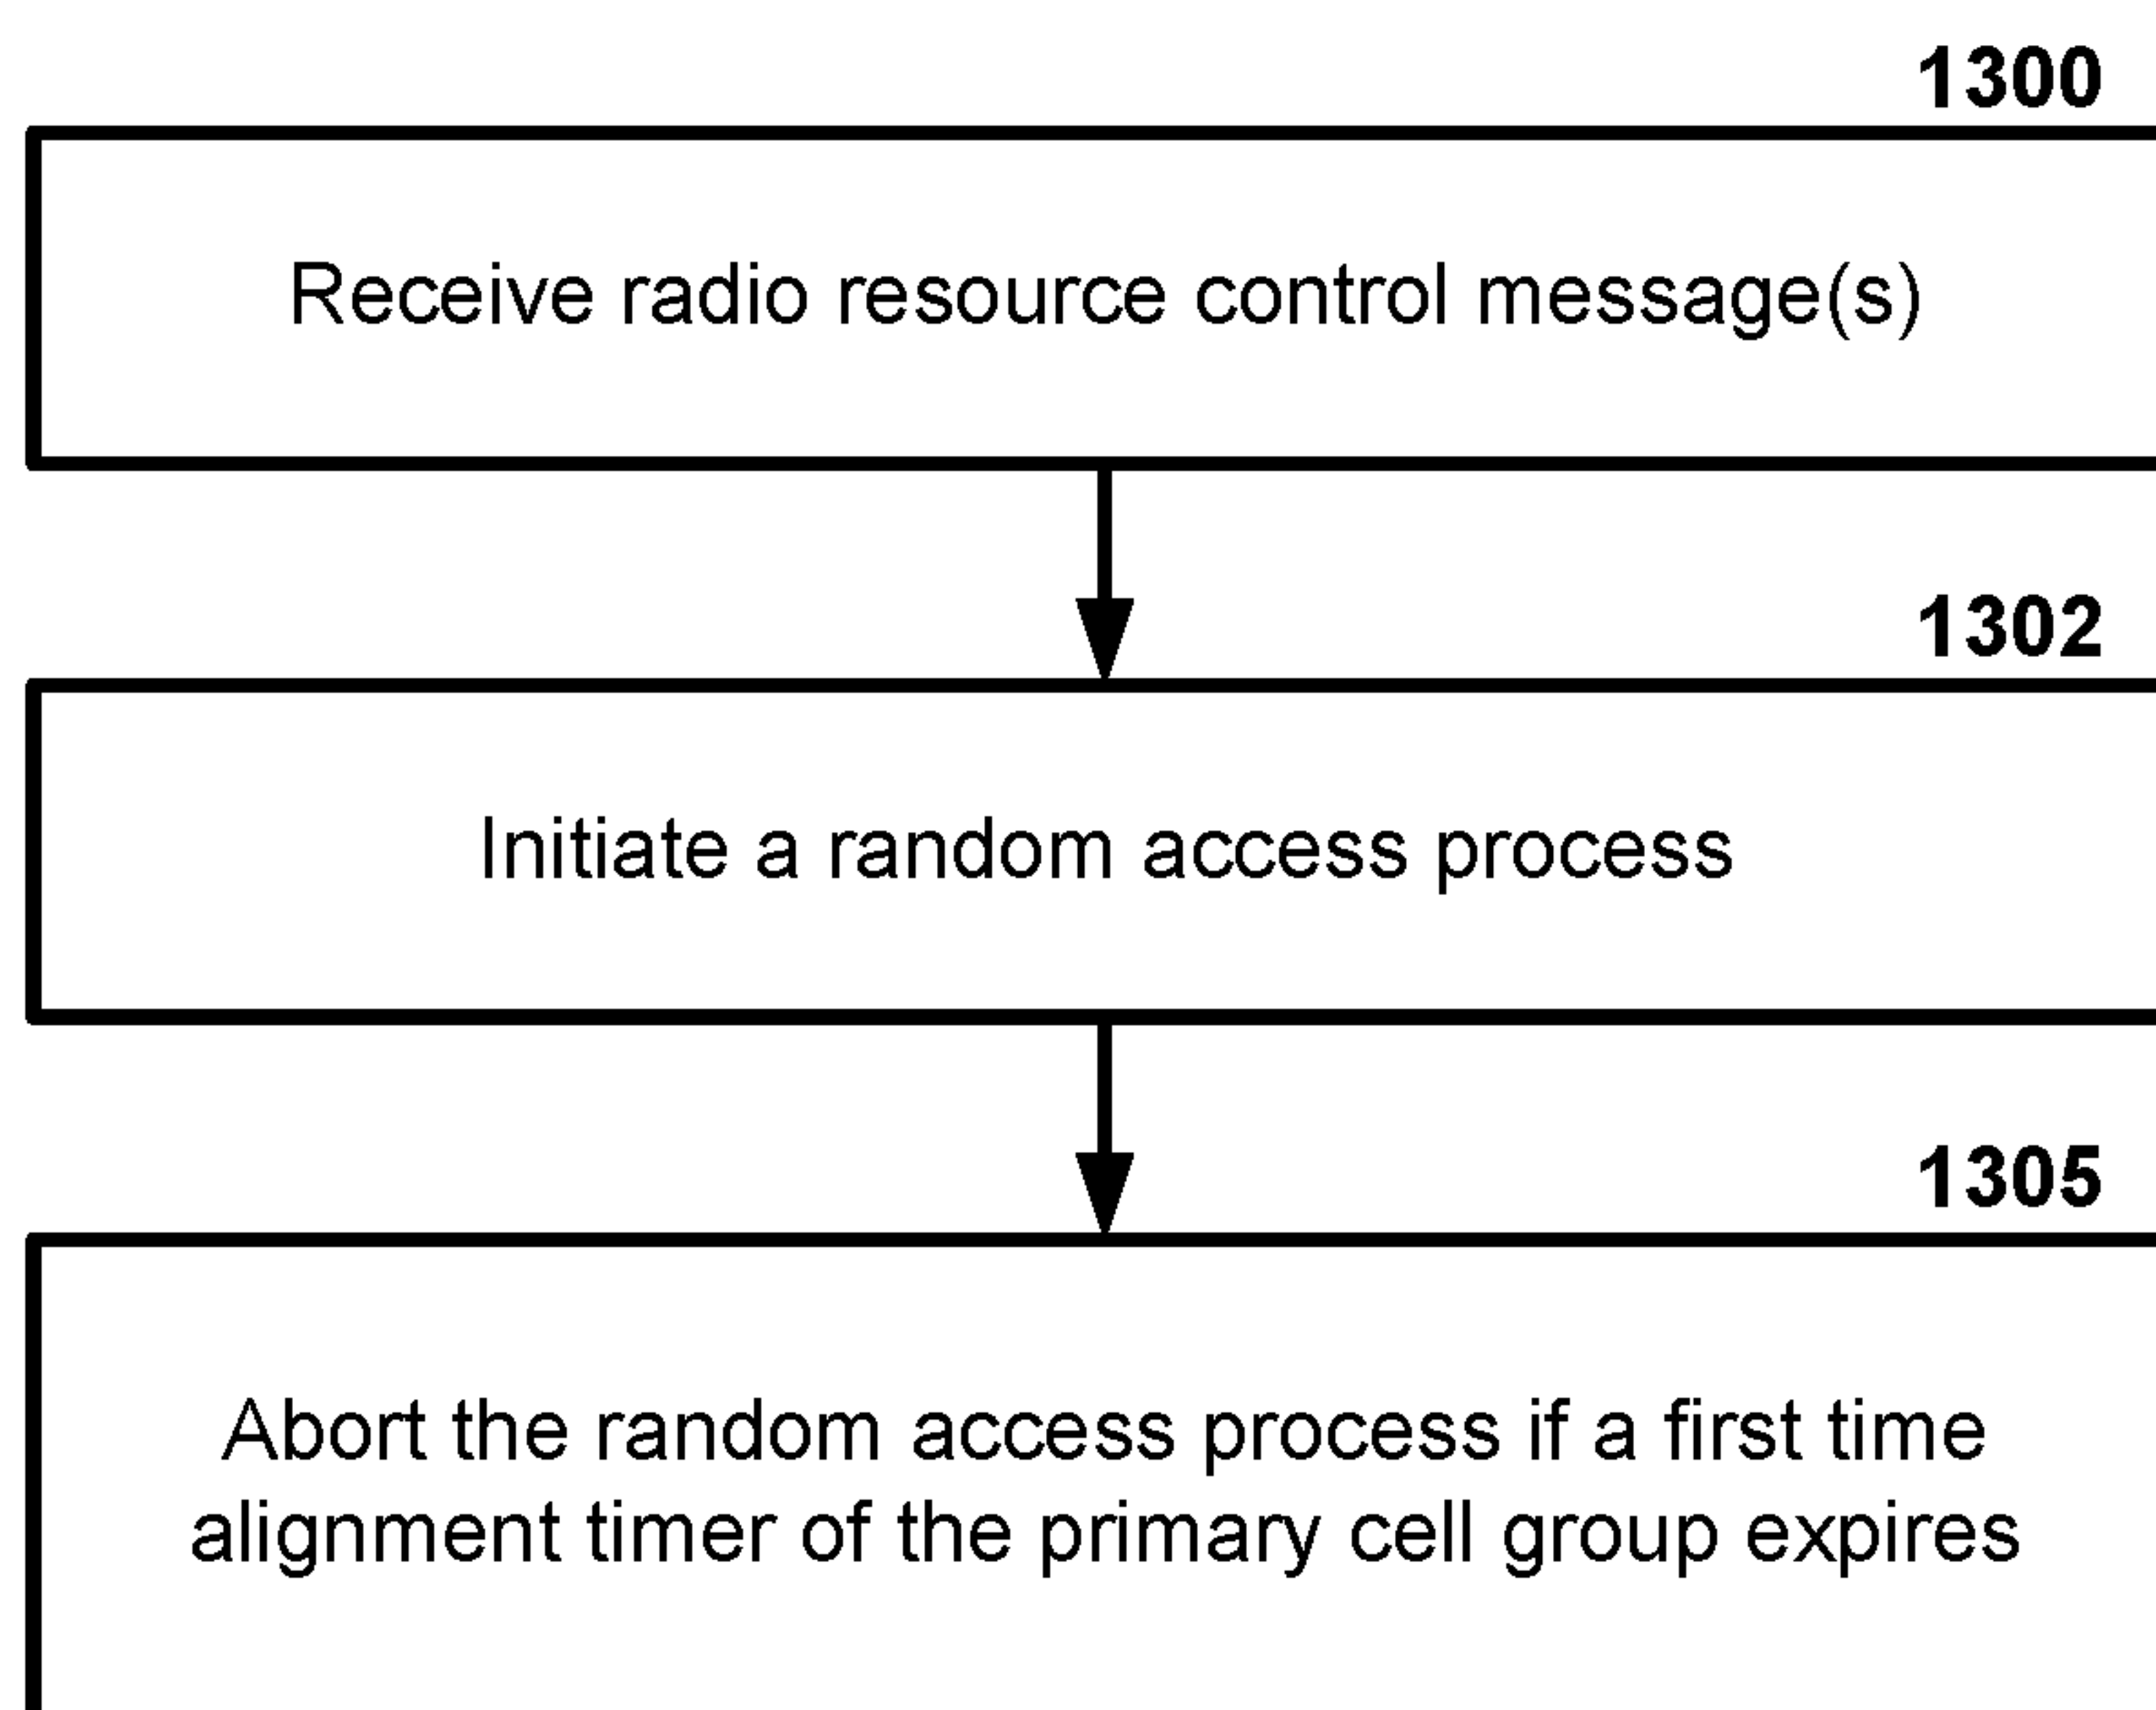 1300
Receive radio resource control message(s)
1302
Initiate a random access process
1305
Abort the random access process if a first time
alignment timer of the primary cell group expires